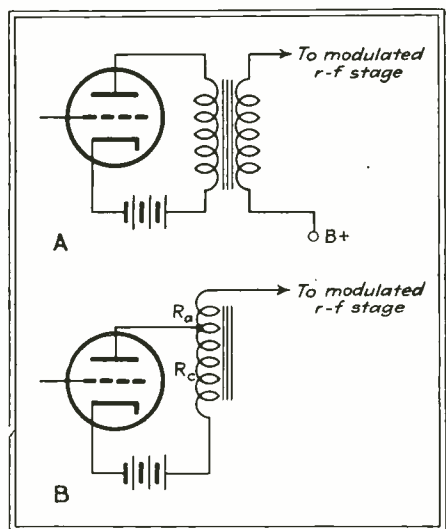 To modulated
r-f stage
A
B+
To modulated
r-f stage
Ra
Rc
B